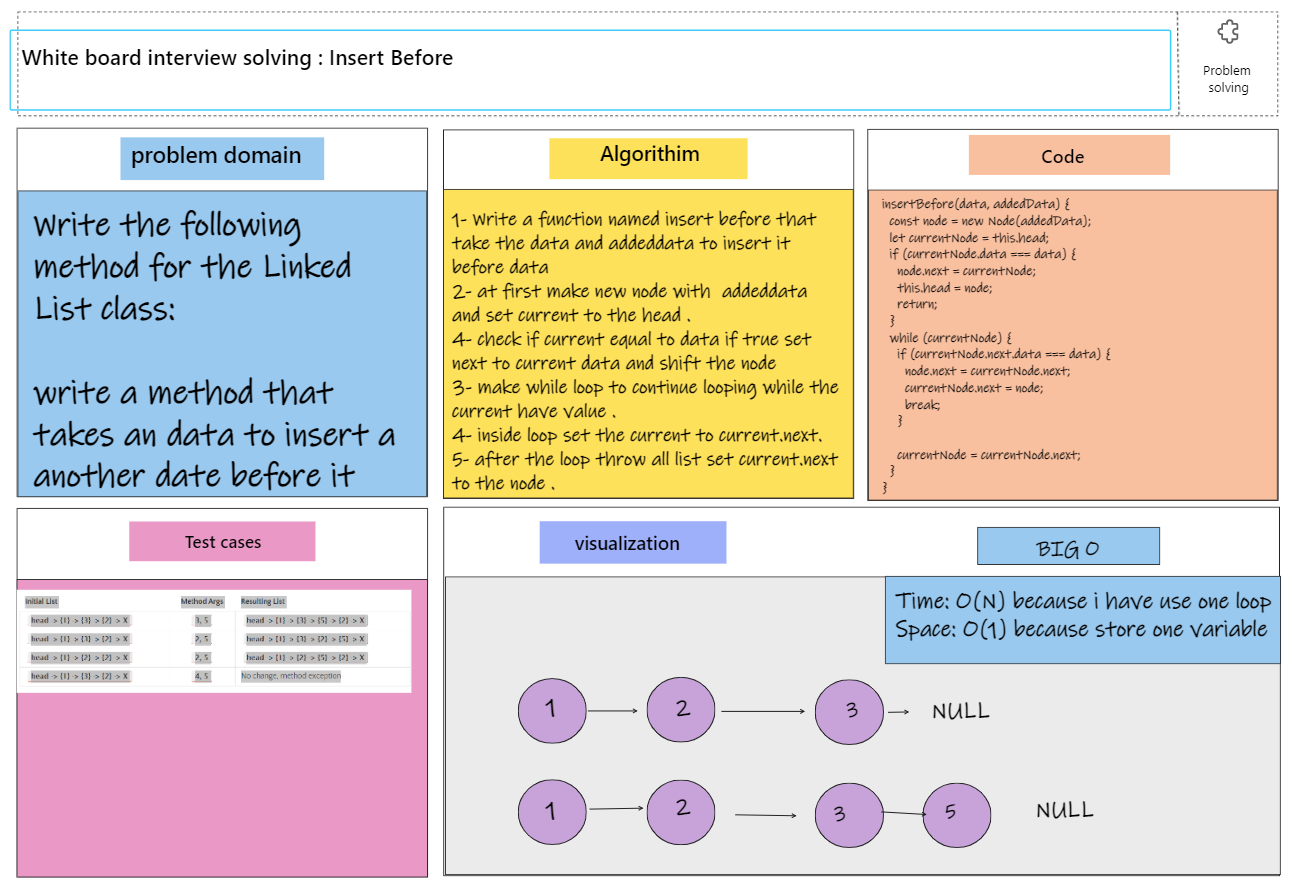 White board interview solving : Insert Before
Problem
solving
problem domain
Write the following
method for the Linked
List class:
write a method that
takes an data to insert a
another date before it
Algorithim
1- Write a function named insert before that
take the data and addeddata to insert it
before data
2- at first make new node with addeddata
and set current to the head .
4- check if current equal to data if true set
next to current data and shift the node
3- make while loop to continue looping while the
current have value .
4- inside loop set the current to current.next.
5- after the loop throw all list set current.next
to the node .
Code
insertBefore(data, addedData) {
const node = new Node(addedData);
let currentNode = this.head;
if (currentNode.data === data) {
node.next = currentNode;
this.head = node;
return;
}
while (currentNode) {
if (currentNode.next.data === data) {
node.next = currentNode.next;
currentNode.next = node;
break;
}
currentNode = currentNode.next;
}
}
Test cases
Initial List Method Args Resulting List
head -> {1} -> {3} -> {2} -> X 3, 5 head -> {1} -> {3} -> {5} -> {2} -> X
head -> {1} -> {3} -> {2} -> X 2, 5 head -> {1} -> {3} -> {2} -> {5} -> X
head -> {1} -> {2} -> {2} -> X 2, 5 head -> {1} -> {2} -> {5} -> {2} -> X
head -> {1} -> {3} -> {2} -> X 4, 5 No change, method exception
visualization
BIG O
Time: O(N) because i have use one loop
Space: O(1) because store one variable
1 2 3 NULL
1 2 3 5 NULL